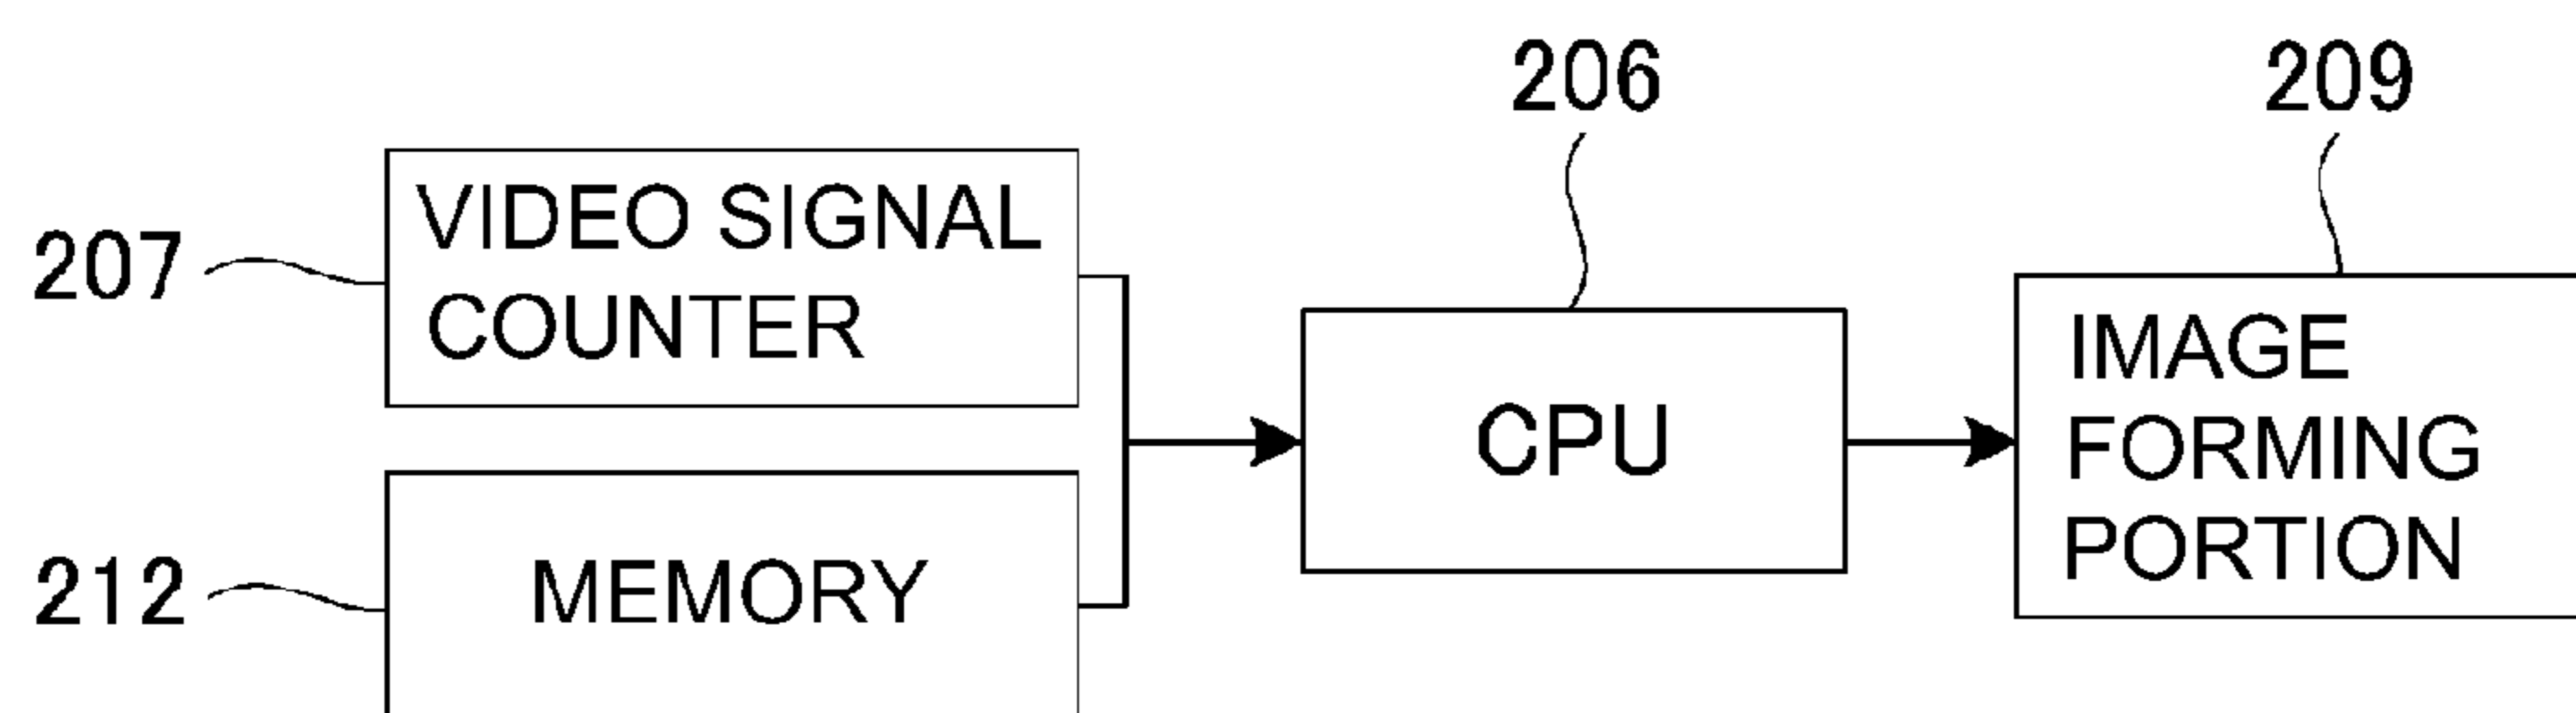 206
209
207
VIDEO SIGNAL
COUNTER
CPU
IMAGE
FORMING
PORTION
212
MEMORY